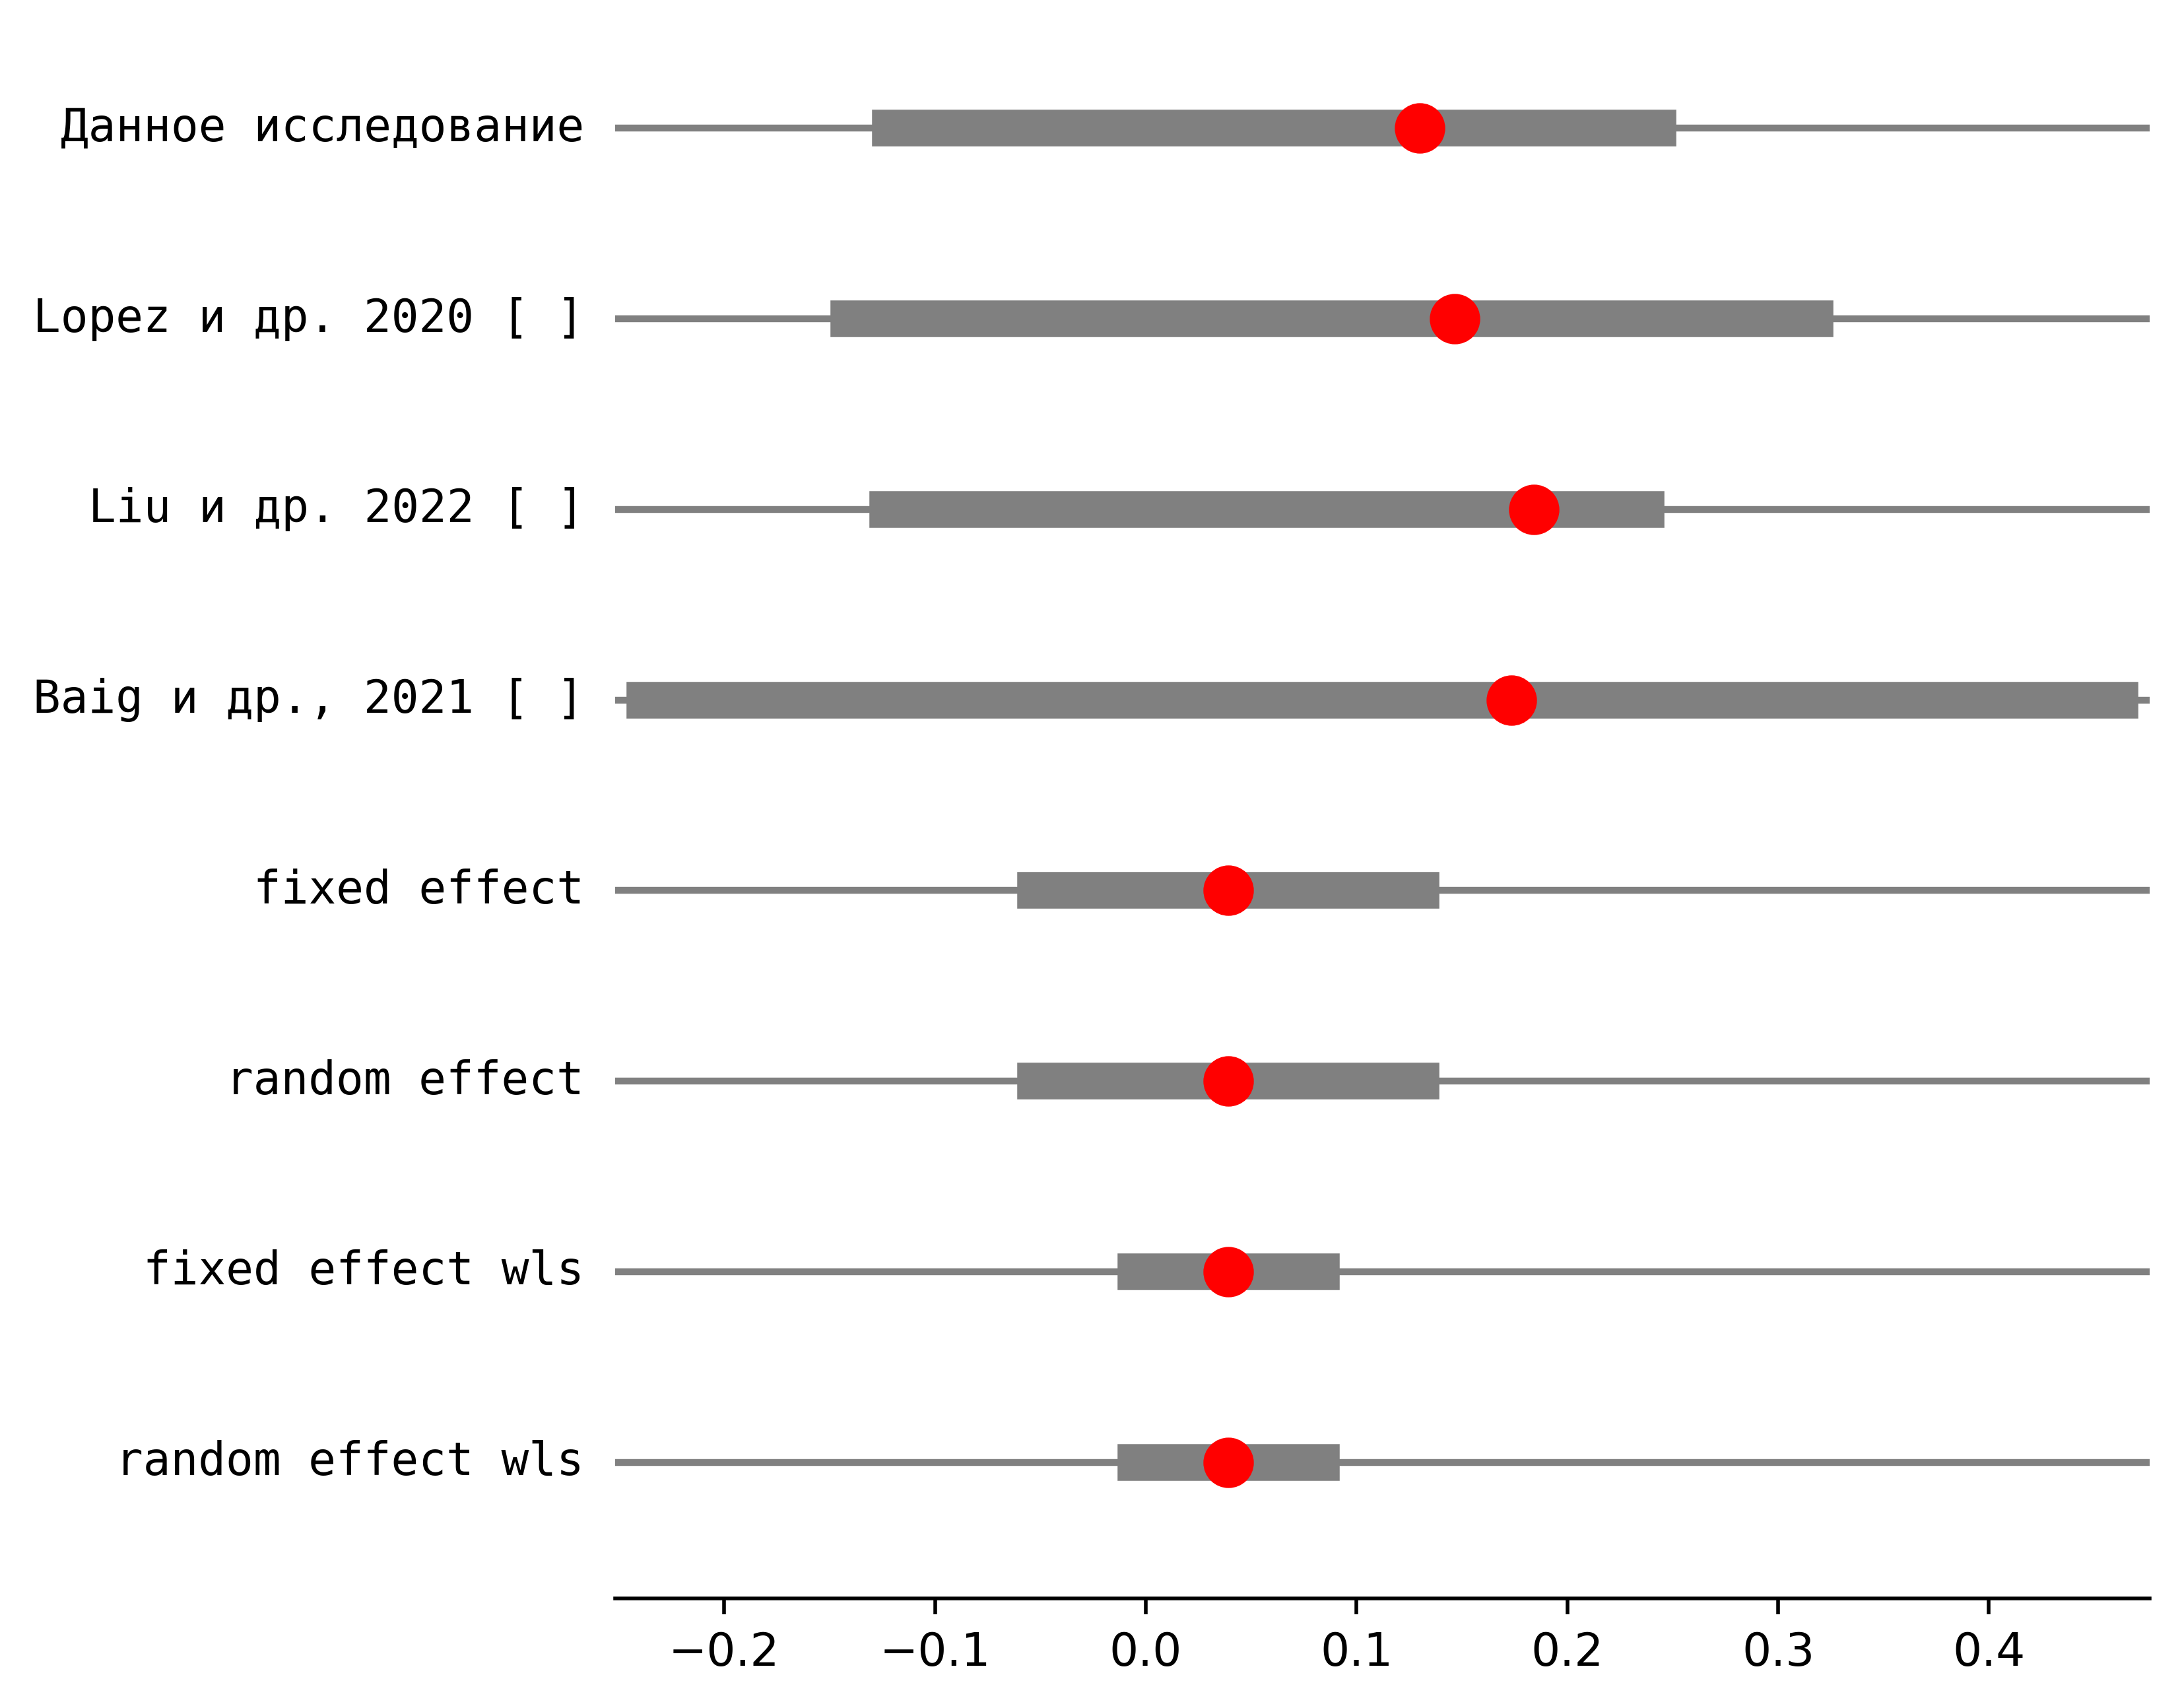 Данное исследование
Lopez и др. 2020 [ ]
Liu и др. 2022 [ ]
Baig и др., 2021 [ ]
fixed effect
random effect
fixed effect wls
random effect wls
−0.2 −0.1 0.0 0.1 0.2 0.3 0.4